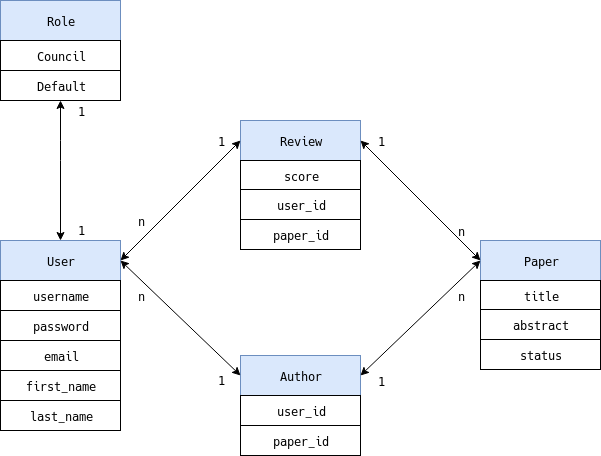 Role
Council
Default
1
1
User
username
password
email
first_name
last_name
n
1
Review
score
user_id
paper_id
1
n
n
1
Author
user_id
paper_id
1
n
Paper
title
abstract
status